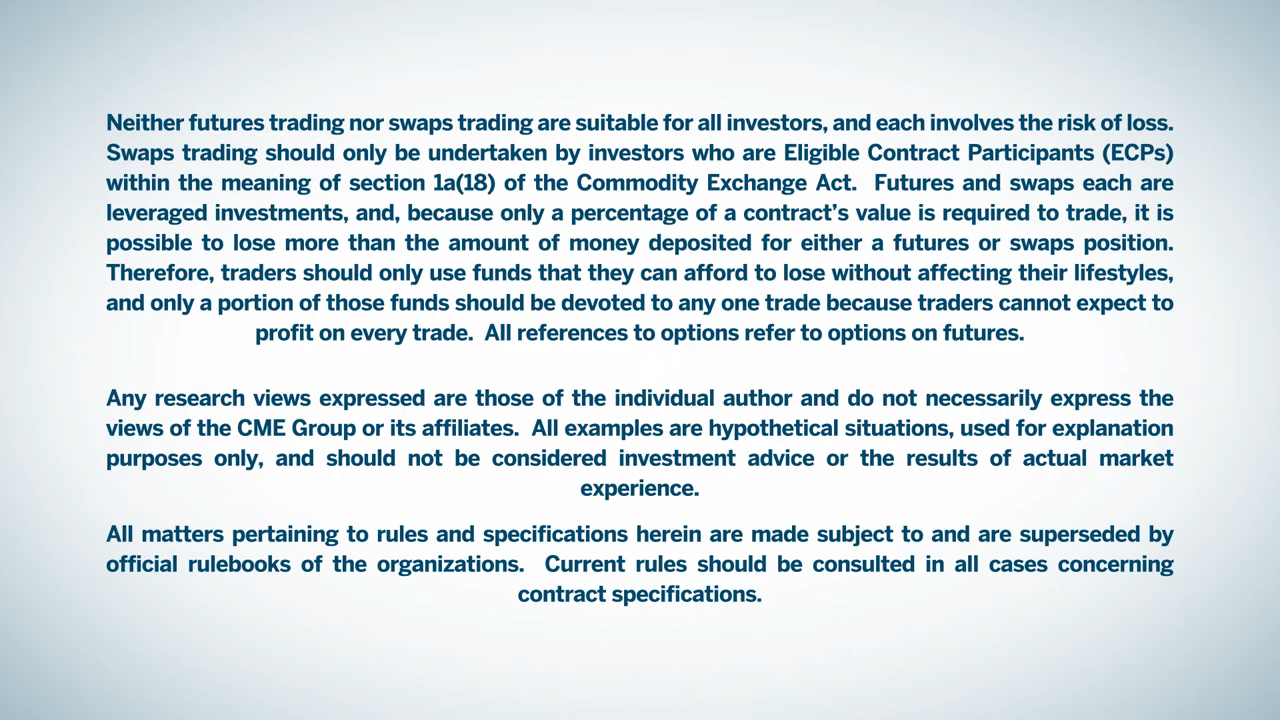 Neither futures trading nor swaps trading are suitable for all investors, and each involves the risk of loss.
Swaps trading should only be undertaken by investors who are Eligible Contract Participants (ECPs)
within the meaning of section 1a(18) of the Commodity Exchange Act.  Futures and swaps each are
leveraged investments, and, because only a percentage of a contract’s value is required to trade, it is
possible to lose more than the amount of money deposited for either a futures or swaps position.
Therefore, traders should only use funds that they can afford to lose without affecting their lifestyles,
and only a portion of those funds should be devoted to any one trade because traders cannot expect to
profit on every trade.  All references to options refer to options on futures.
Any research views expressed are those of the individual author and do not necessarily express the
views of the CME Group or its affiliates.  All examples are hypothetical situations, used for explanation
purposes only, and should not be considered investment advice or the results of actual market
experience.
All matters pertaining to rules and specifications herein are made subject to and are superseded by
official rulebooks of the organizations.  Current rules should be consulted in all cases concerning
contract specifications.